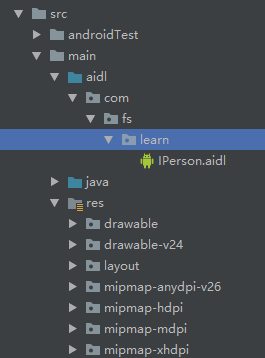 src
androidTest
main
aidl
com
fs
learn
IPerson.aidl
java
res
drawable
drawable-v24
layout
mipmap-anydpi-v26
mipmap-hdpi
mipmap-mdpi
mipmap-xhdpi